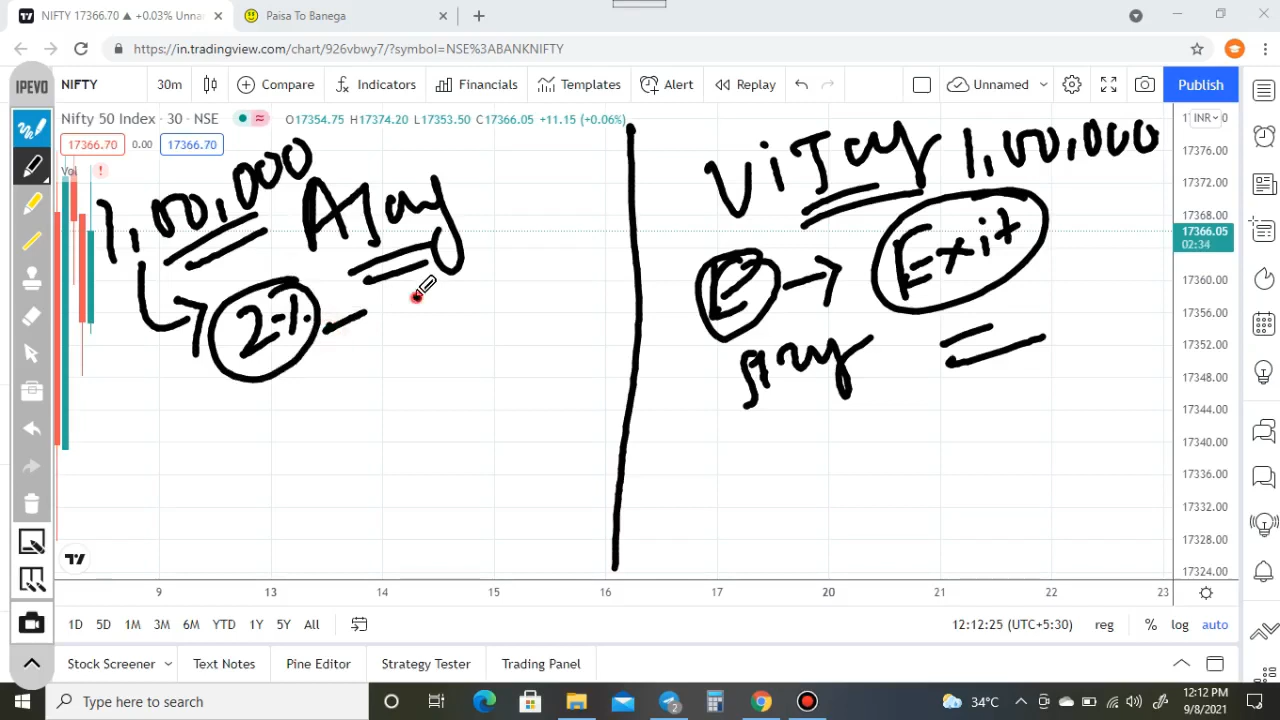 NIFTY 17366.70 ▲ +0.03% Unnar
Paisa To Banega
https://in.tradingview.com/chart/926vbwy7/?symbol=NSE%3ABANKNIFTY
IPEVO
NIFTY 30m Compare Indicators Financials Templates Alert Replay Unnamed Publish
Nifty 50 Index · 30 · NSE O17354.75 H17374.20 L17353.50 C17366.05 +11.15 (+0.06%)
INR
17366.70 0.00 17366.70
Vol
1,00,000 Ajay
2%
Vijay 1,00,000
E → Exit
17376.00
17372.00
17368.00
17366.05
02:34
17360.00
17356.00
17352.00
17348.00
17344.00
17340.00
17336.00
17332.00
17328.00
17324.00
9 13 14 15 16 17 20 21 22 23
1D 5D 1M 3M 6M YTD 1Y 5Y All 12:12:25 (UTC+5:30) reg % log auto
Stock Screener Text Notes Pine Editor Strategy Tester Trading Panel
Type here to search
2
34°C
12:12 PM
9/8/2021